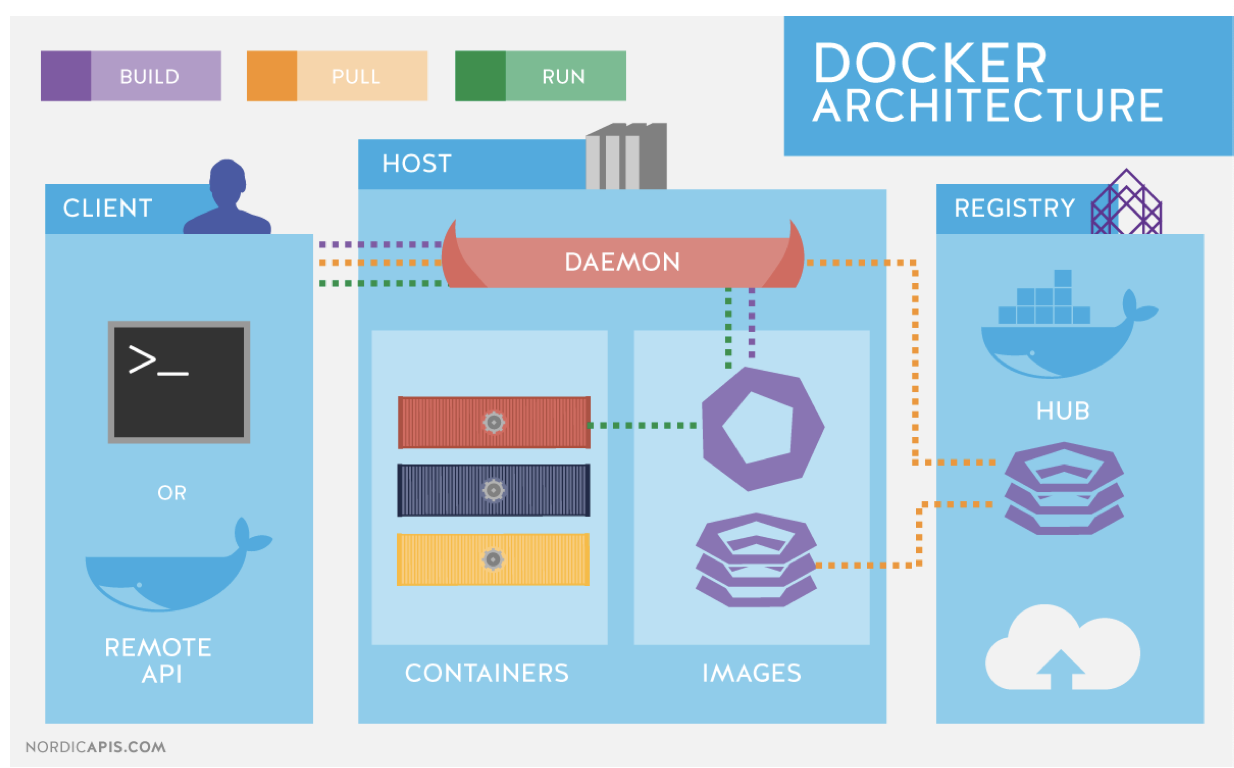 BUILD
PULL
RUN
DOCKER
ARCHITECTURE
CLIENT
HOST
REGISTRY
DAEMON
>_
OR
REMOTE
API
CONTAINERS
IMAGES
HUB
NORDICAPIS.COM